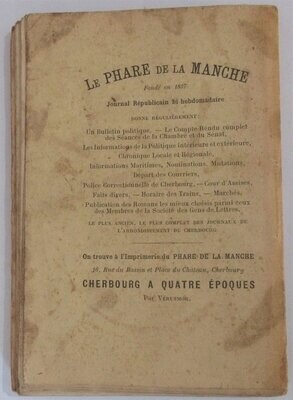 LE PHARE DE LA MANCHE
Fondé en 1837
Journal Republicain bi hebdomadaire
DONNE RÉGULIÈREMENT :
Un Bulletin politique, — Le Compte-Rendu complet
des Séances de la Chambre et du Sénat,
Les Informations de la Politique intérieure et extérieure,
Chronique Locale et Régionale,
Informations Maritimes, Nominations, Mutations,
Départ des Courriers,
Police Correctionnelle de Cherbourg, — Cour d'Assises,
Faits divers, — Horaire des Trains, — Marchés,
Publication des Romans les mieux choisis parmi ceux
des Membres de la Société des Gens de Lettres,
LE PLUS ANCIEN, LE PLUS COMPLET DES JOURNAUX DE
L'ARRONDISSEMENT DE CHERBOURG
On trouve à l'Imprimerie du PHARE DE LA MANCHE
Rue du Bassin et Place du Château, Cherbourg
CHERBOURG A QUATRE ÉPOQUES
Par VÉRUSMOR.